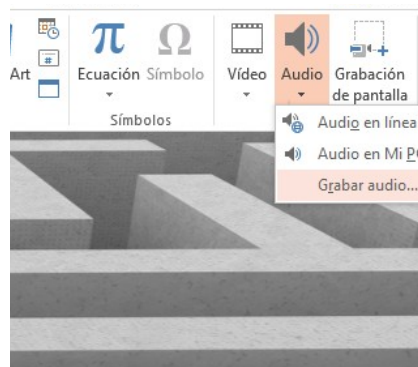 Art
Ecuación Símbolo Vídeo Audio Grabación
de pantalla
Símbolos
Audio en línea
Audio en Mi P
Grabar audio...